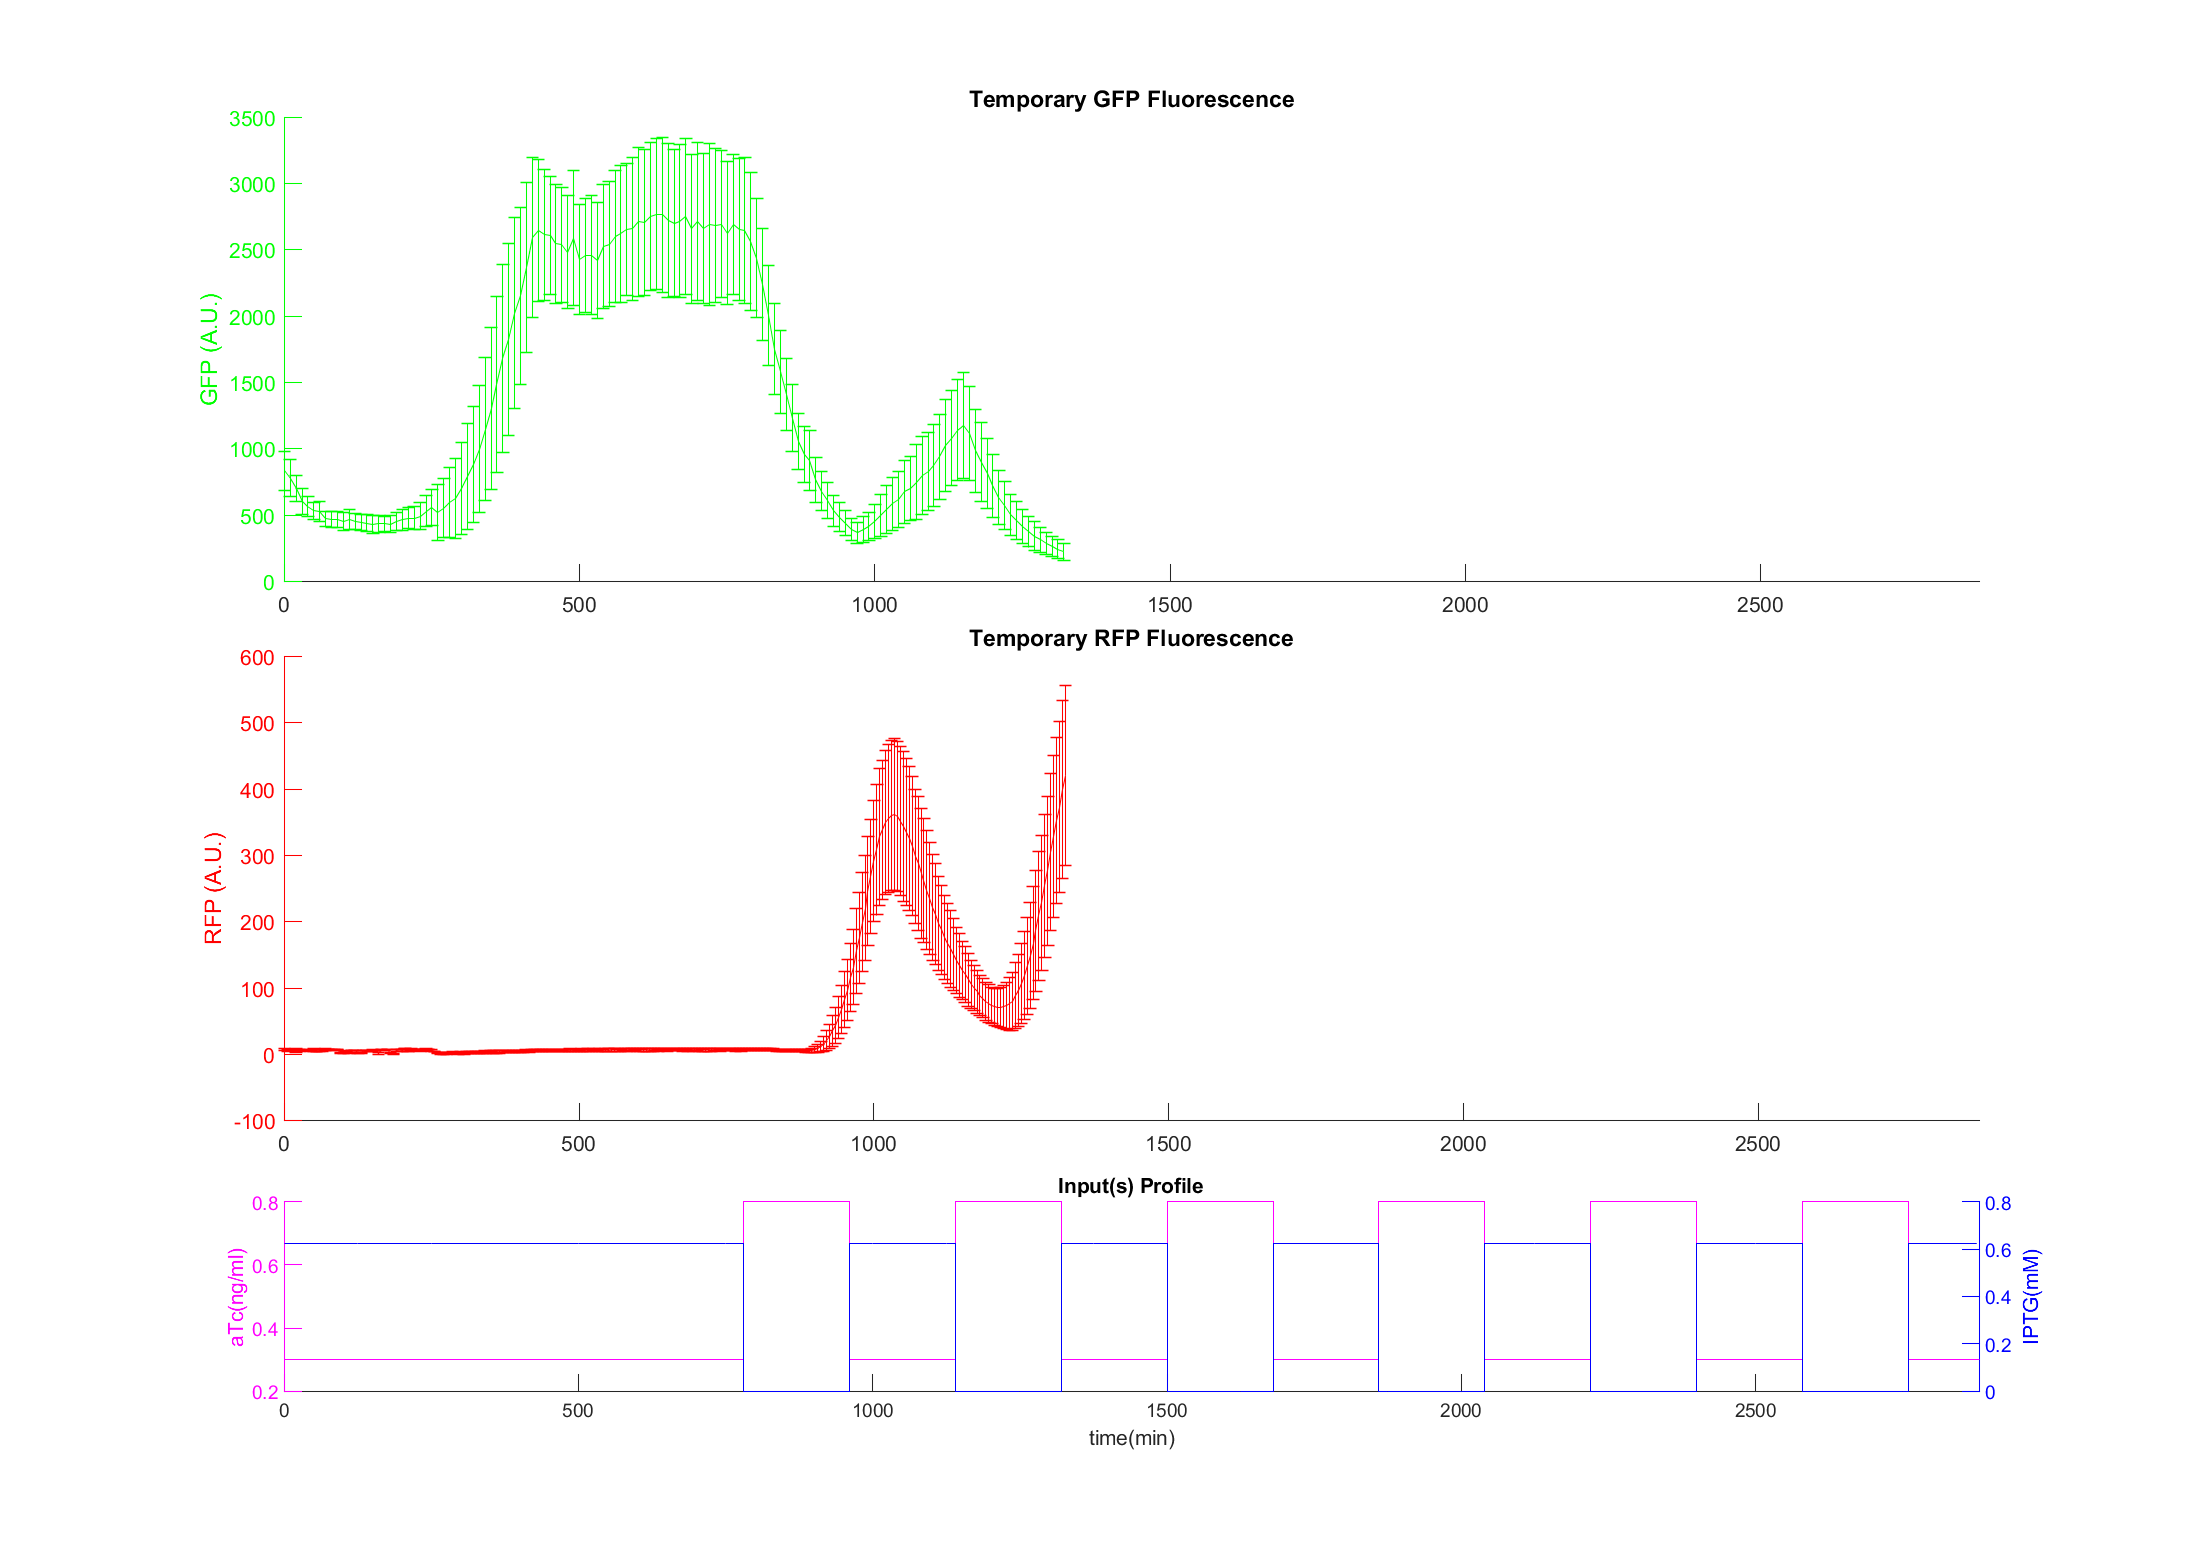 Temporary GFP Fluorescence
GFP (A.U.)
3500
3000
2500
2000
1500
1000
500
0
0 500 1000 1500 2000 2500
Temporary RFP Fluorescence
RFP (A.U.)
600
500
400
300
200
100
0
-100
0 500 1000 1500 2000 2500
Input(s) Profile
aTc(ng/ml)
0.8
0.6
0.4
0.2
IPTG(mM)
0.8
0.6
0.4
0.2
0
0 500 1000 1500 2000 2500
time(min)